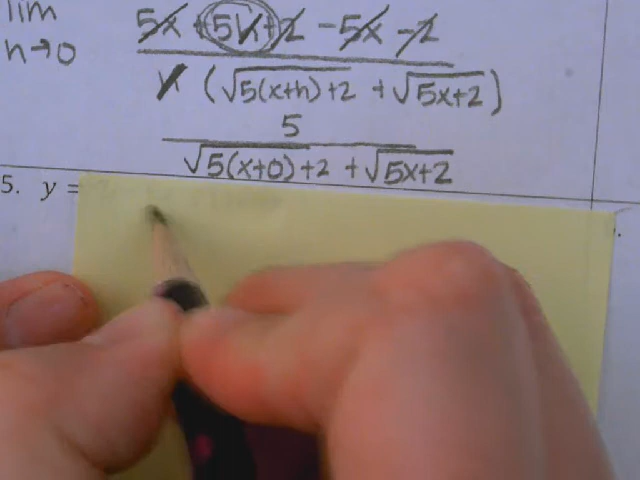 lim 5x + 5h + 2 - 5x - 2
h→0 h (√5(x+h)+2 + √5x+2)
5
√5(x+0)+2 + √5x+2
5. y =